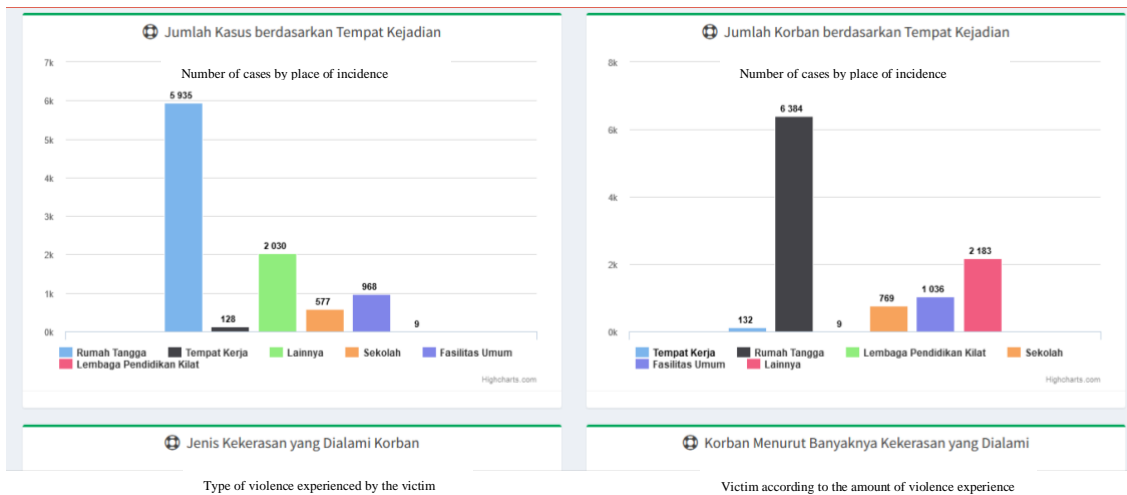 Jumlah Kasus berdasarkan Tempat Kejadian
Number of cases by place of incidence
7k
6k
5k
4k
3k
2k
1k
0k
5 935
128
2 030
577
968
9
Rumah Tangga Tempat Kerja Lainnya Sekolah Fasilitas Umum
Lembaga Pendidikan Kilat
Highcharts.com
Jumlah Korban berdasarkan Tempat Kejadian
Number of cases by place of incidence
8k
6k
4k
2k
0k
132
6 384
9
769
1 036
2 183
Tempat Kerja Rumah Tangga Lembaga Pendidikan Kilat Sekolah
Fasilitas Umum Lainnya
Highcharts.com
Jenis Kekerasan yang Dialami Korban
Type of violence experienced by the victim
Korban Menurut Banyaknya Kekerasan yang Dialami
Victim according to the amount of violence experience